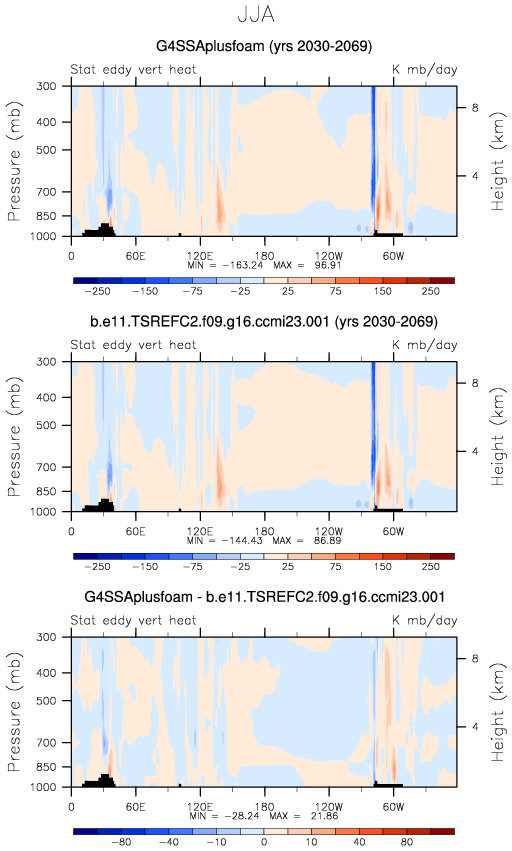 JJA
G4SSAplusfoam (yrs 2030-2069)
Stat eddy vert heat K mb/day
Pressure (mb)
300
400
500
700
850
1000
8
4
Height (km)
0 60E 120E 180 120W 60W
MIN = -163.24 MAX = 96.91
-250 -150 -75 -25 25 75 150 250
b.e11.TSREFC2.f09.g16.ccmi23.001 (yrs 2030-2069)
Stat eddy vert heat K mb/day
Pressure (mb)
300
400
500
700
850
1000
8
4
Height (km)
0 60E 120E 180 120W 60W
MIN = -144.43 MAX = 86.89
-250 -150 -75 -25 25 75 150 250
G4SSAplusfoam - b.e11.TSREFC2.f09.g16.ccmi23.001
Stat eddy vert heat K mb/day
Pressure (mb)
300
400
500
700
850
1000
8
4
Height (km)
0 60E 120E 180 120W 60W
MIN = -28.24 MAX = 21.86
-80 -40 -10 0 10 40 80